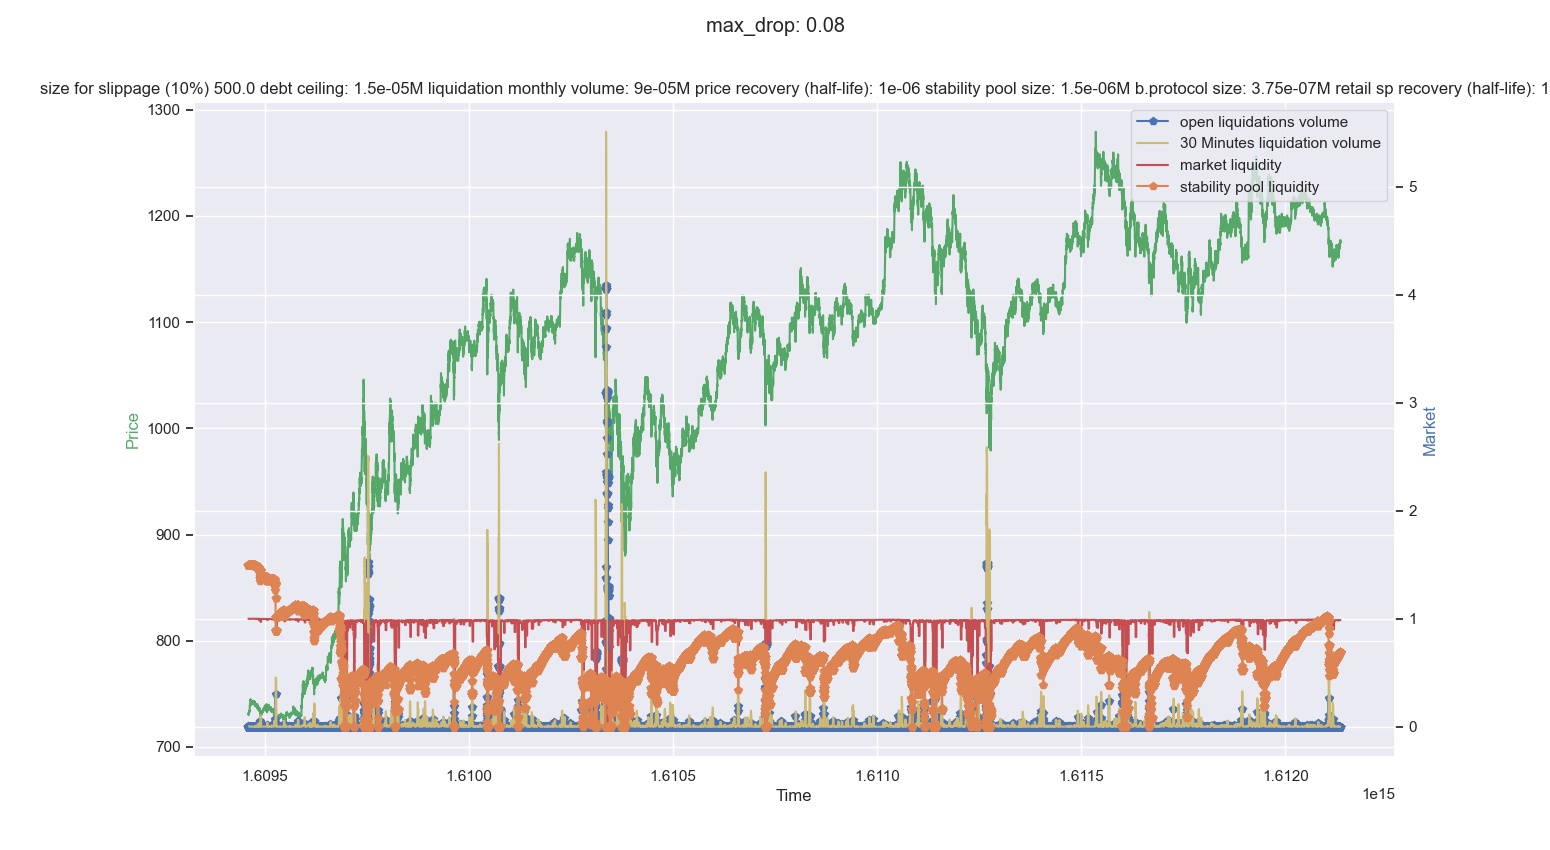 max_drop: 0.08
size for slippage (10%) 500.0 debt ceiling: 1.5e-05M liquidation monthly volume: 9e-05M price recovery (half-life): 1e-06 stability pool size: 1.5e-06M b.protocol size: 3.75e-07M retail sp recovery (half-life): 1
open liquidations volume
30 Minutes liquidation volume
market liquidity
stability pool liquidity
1300
1200
1100
1000
900
800
700
Price
5
4
3
2
1
0
Market
1.6095 1.6100 1.6105 1.6110 1.6115 1.6120
Time
1e15